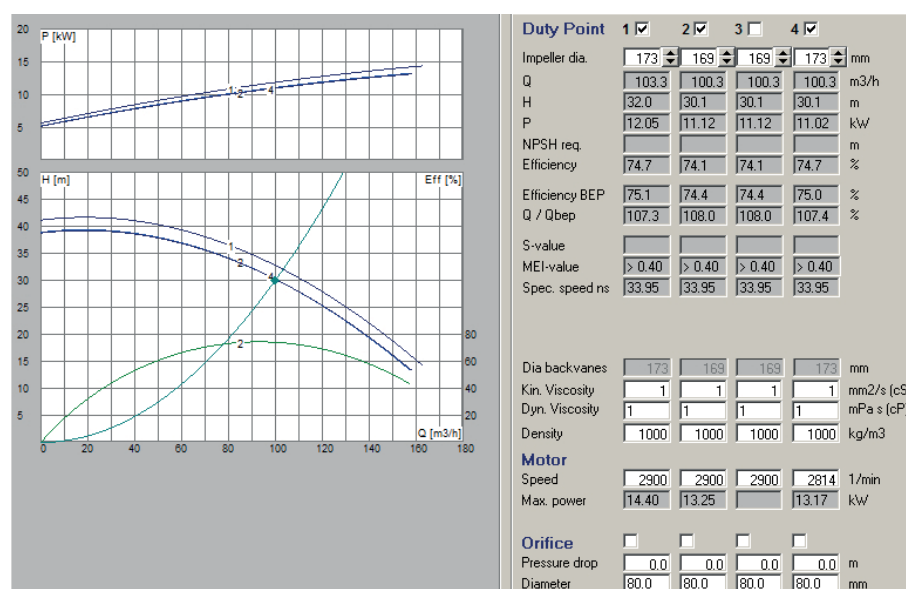 20
P [kW]
15
10
5
1
2
4
50
H [m]
Eff [%]
45
40
35
30
25
20
15
10
5
1
2
4
2
80
60
40
20
Q [m3/h]
0 20 40 60 80 100 120 140 160 180
Duty Point 1 2 3 4
Impeller dia. 173 169 169 173 mm
Q 103.3 100.3 100.3 100.3 m3/h
H 32.0 30.1 30.1 30.1 m
P 12.05 11.12 11.12 11.02 kW
NPSH req. m
Efficiency 74.7 74.1 74.1 74.7 %
Efficiency BEP 75.1 74.4 74.4 75.0 %
Q / Qbep 107.3 108.0 108.0 107.4 %
S-value
MEI-value > 0.40 > 0.40 > 0.40 > 0.40
Spec. speed ns 33.95 33.95 33.95 33.95
Dia backvanes 173 169 169 173 mm
Kin. Viscosity 1 1 1 1 mm2/s (cS
Dyn. Viscosity 1 1 1 1 mPa s (cP)
Density 1000 1000 1000 1000 kg/m3
Motor
Speed 2900 2900 2900 2814 1/min
Max. power 14.40 13.25 13.17 kW
Orifice
Pressure drop 0.0 0.0 0.0 0.0 m
Diameter 80.0 80.0 80.0 80.0 mm